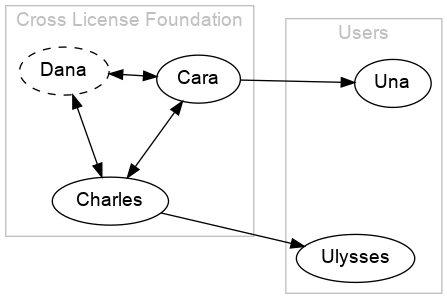 Cross License Foundation
Users
Dana
Cara
Una
Charles
Ulysses